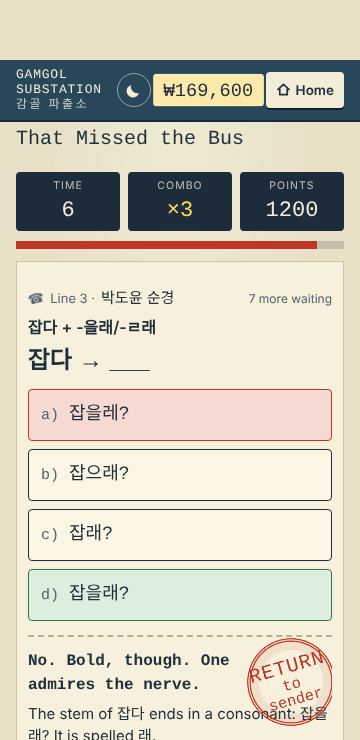 GAMGOL
SUBSTATION
감골 파출소
₩169,600
Home
That Missed the Bus
TIME
6
COMBO
×3
POINTS
1200
☎ Line 3 · 박도윤 순경
7 more waiting
잡다 + -을래/-ㄹ래
잡다 → ___
a) 잡을레?
b) 잡으래?
c) 잡래?
d) 잡을래?
No. Bold, though. One
admires the nerve.
RETURN
to
sender
The stem of 잡다 ends in a consonant: 잡을
래? It is spelled 래.